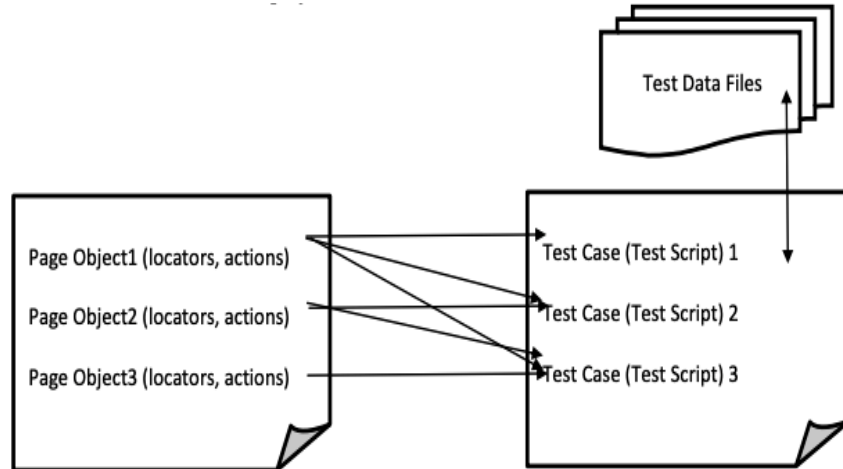 Test Data Files
Page Object1 (locators, actions)
Page Object2 (locators, actions)
Page Object3 (locators, actions)
Test Case (Test Script) 1
Test Case (Test Script) 2
Test Case (Test Script) 3